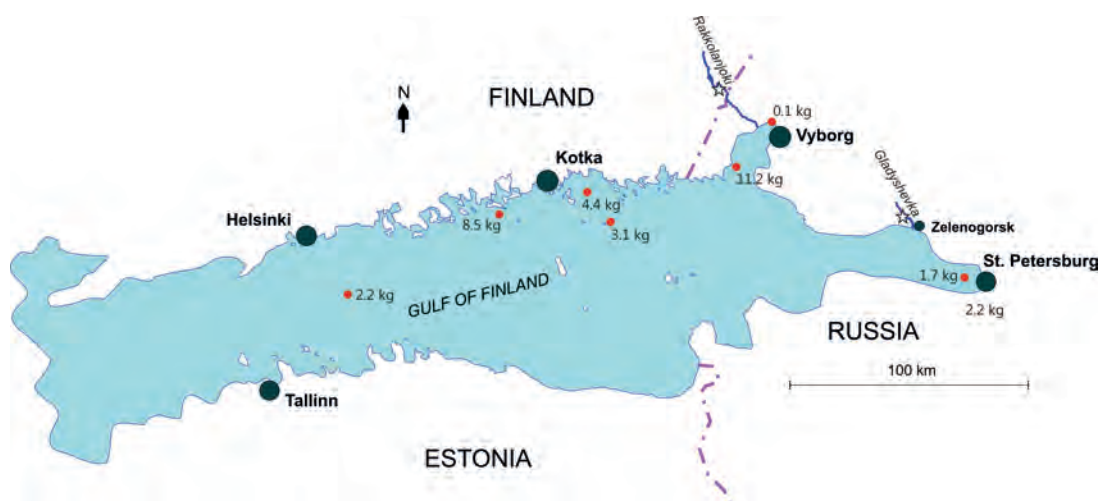 Rakkolanjoki
N
FINLAND
0.1 kg
Vyborg
Kotka
11.2 kg
Gladyshevka
4.4 kg
Helsinki
8.5 kg
3.1 kg
Zelenogorsk
St. Petersburg
1.7 kg
GULF OF FINLAND
2.2 kg
2.2 kg
RUSSIA
100 km
Tallinn
ESTONIA